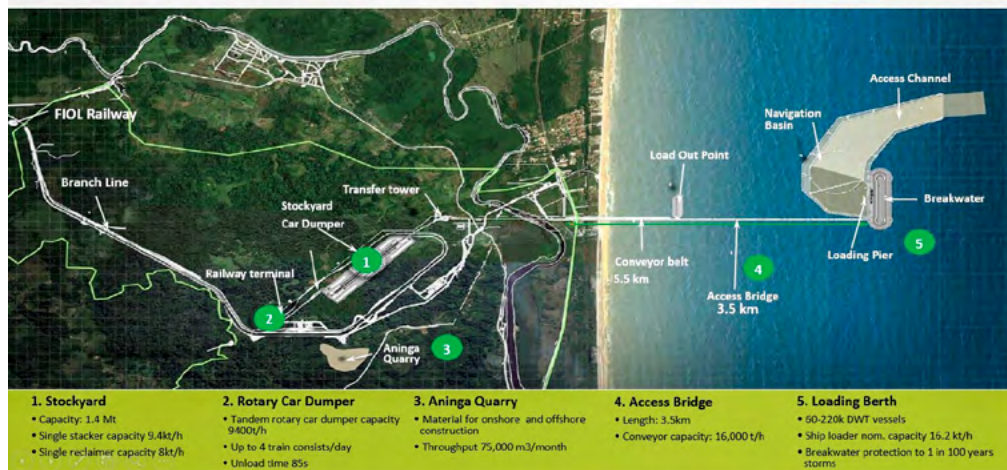 FIOL Railway
Branch Line
Stockyard
Car Dumper
Transfer tower
Railway terminal
1
2
Aninga
Quarry
3
Load Out Point
Conveyor belt
5.5 km
4
Access Bridge
3.5 km
Access Channel
Navigation
Basin
Breakwater
Loading Pier
5
1. Stockyard
• Capacity: 1.4 Mt
• Single stacker capacity 9.4kt/h
• Single reclaimer capacity 8kt/h
2. Rotary Car Dumper
• Tandem rotary car dumper capacity
9400t/h
• Up to 4 train consists/day
• Unload time 85s
3. Aninga Quarry
• Material for onshore and offshore
construction
• Throughput 75,000 m3/month
4. Access Bridge
• Length: 3.5km
• Conveyor capacity: 16,000 t/h
5. Loading Berth
• 60-220k DWT vessels
• Ship loader nom. capacity 16.2 kt/h
• Breakwater protection to 1 in 100 years
storms